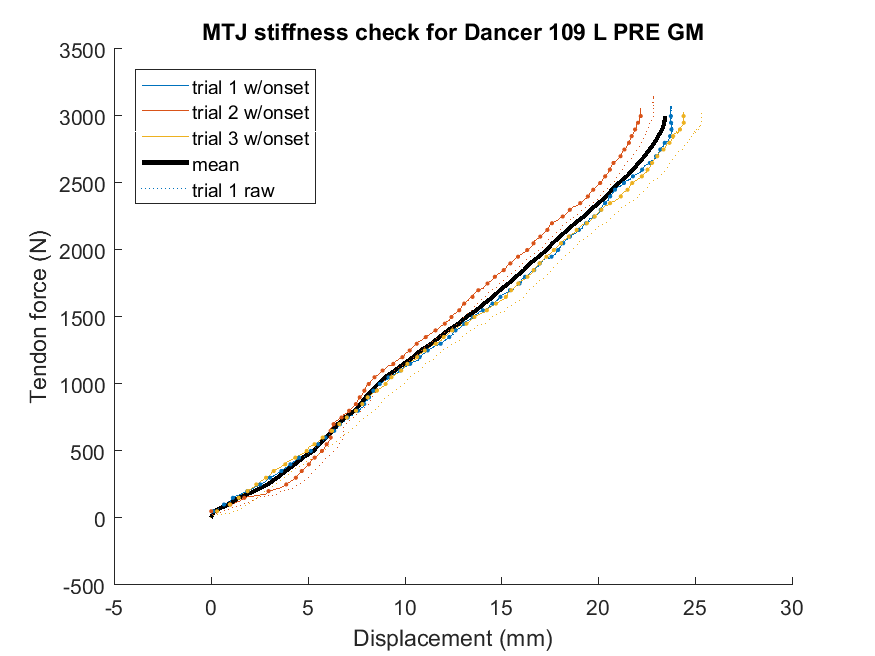 MTJ stiffness check for Dancer 109 L PRE GM
3500
3000
2500
2000
1500
1000
500
0
-500
trial 1 w/onset
trial 2 w/onset
trial 3 w/onset
mean
trial 1 raw
Tendon force (N)
-5 0 5 10 15 20 25 30
Displacement (mm)